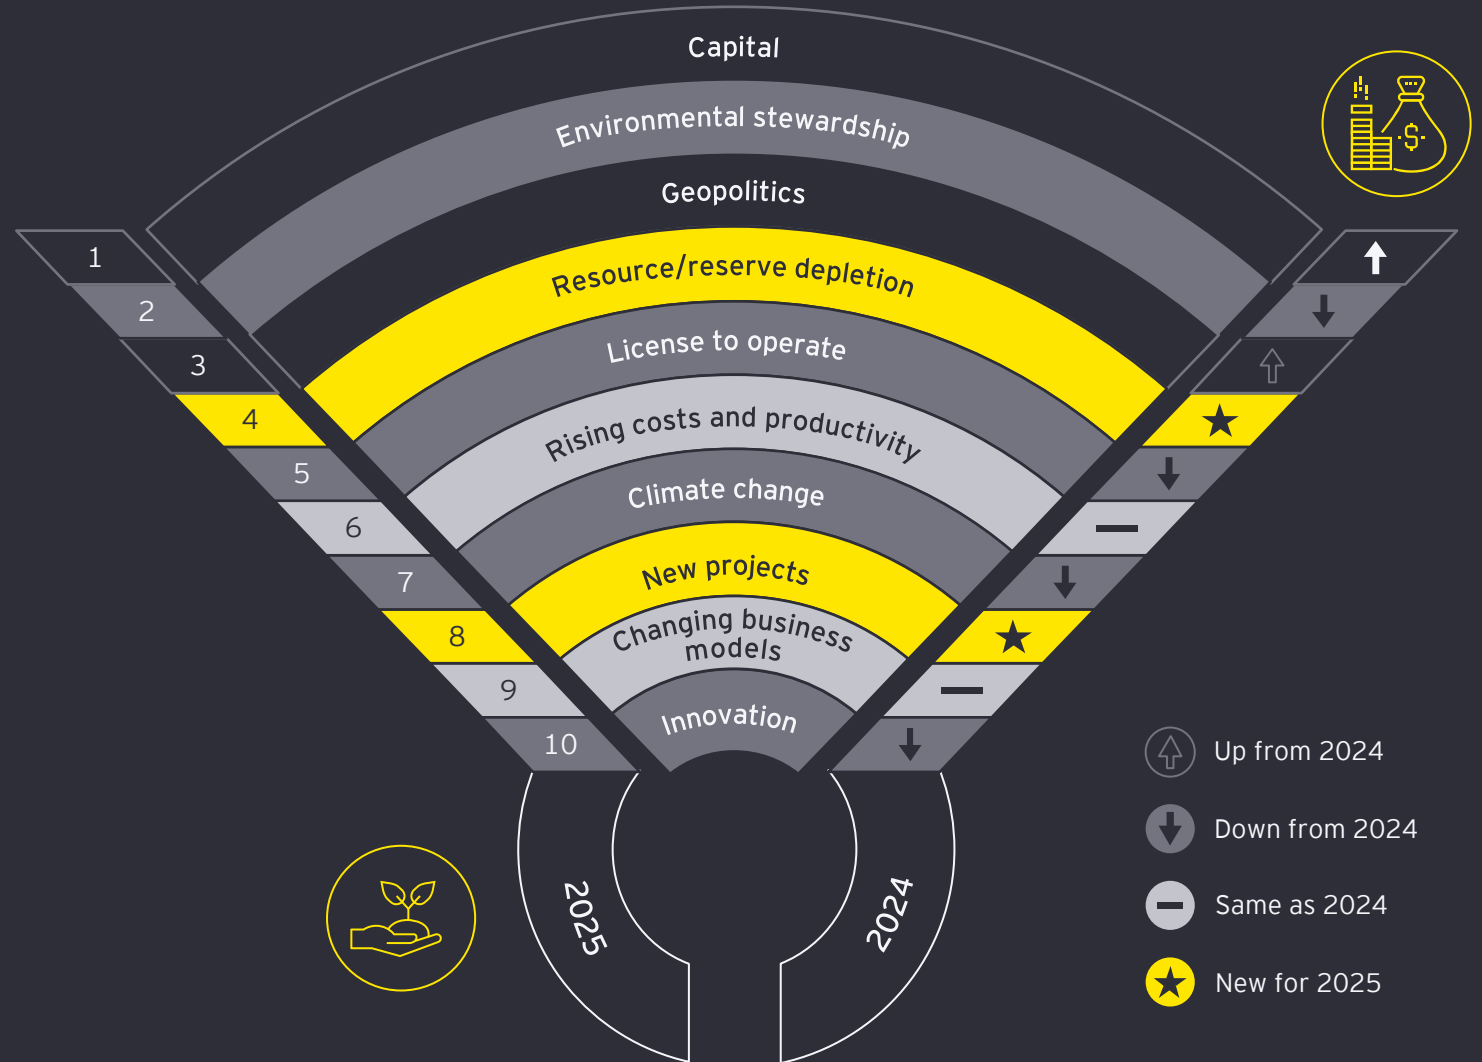 Capital
Environmental stewardship
Geopolitics
Resource/reserve depletion
License to operate
Rising costs and productivity
Climate change
New projects
Changing business
models
Innovation
1
2
3
4
5
6
7
8
9
10
$
2025
2024
Up from 2024
Down from 2024
Same as 2024
New for 2025